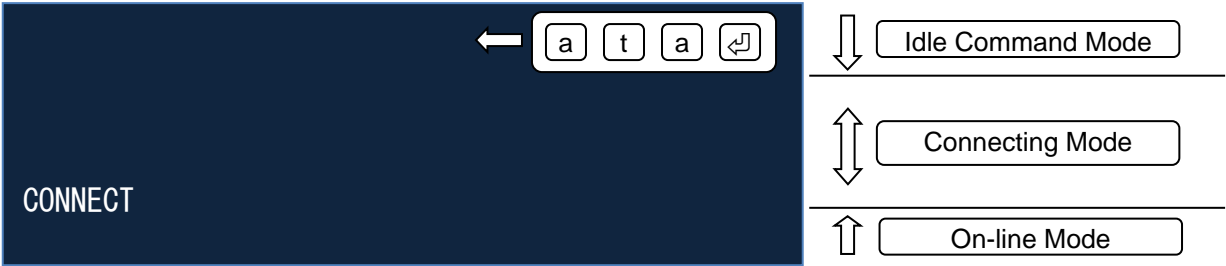 a t a ⏎
Idle Command Mode
Connecting Mode
CONNECT
On-line Mode